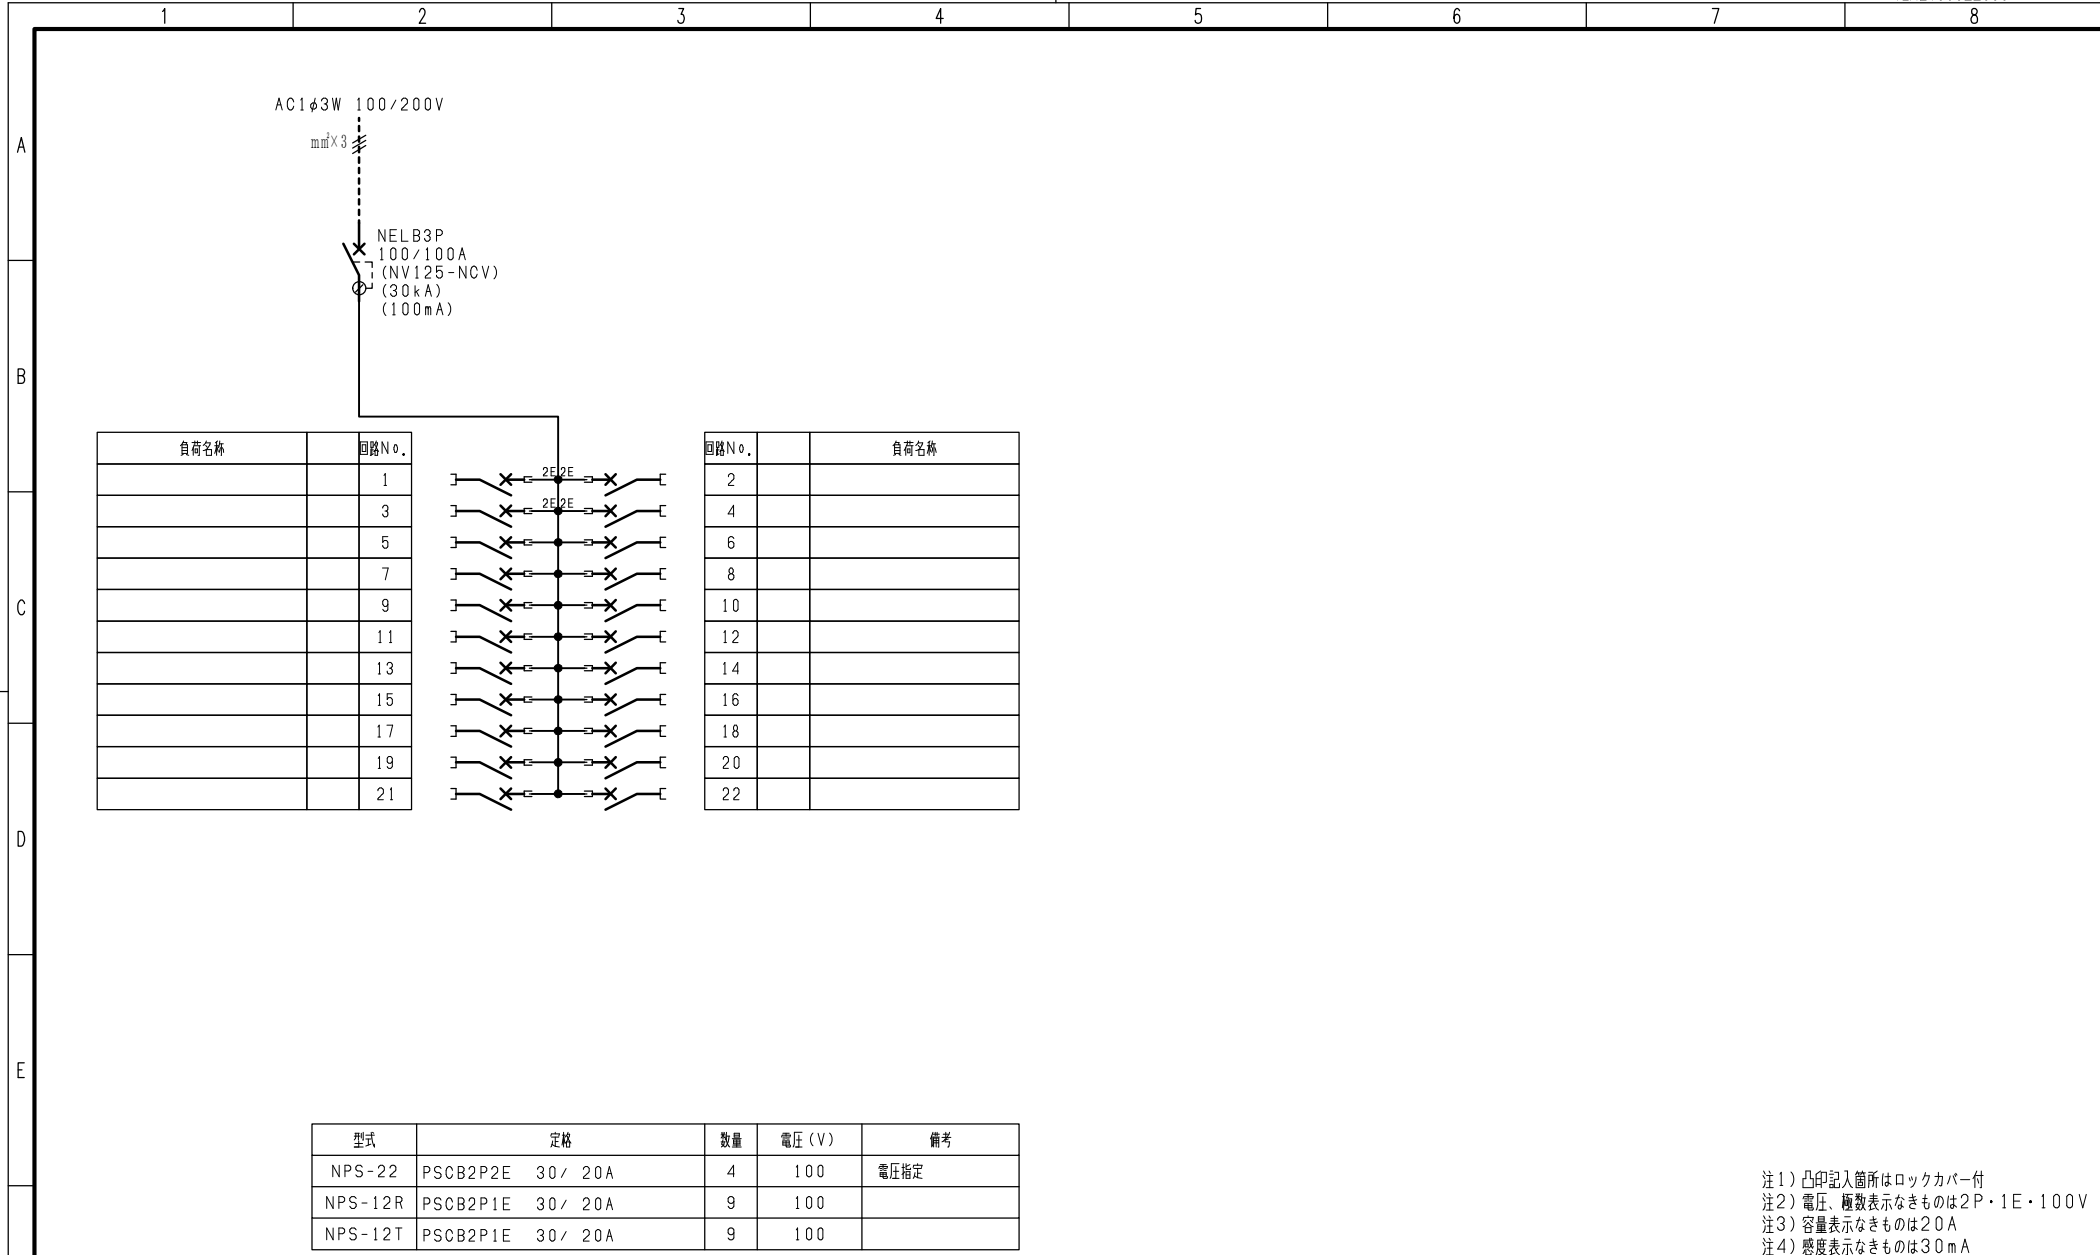 1 2 3 4 5 6 7 8
AC1φ3W 100/200V
mm²×3
A
NELB3P
100/100A
(NV125-NCV)
(30kA)
(100mA)
B
負荷名称 回路No. 回路No. 負荷名称
1 2E 2E 2
3 2E 2E 4
5 6
7 8
9 10
C
11 12
13 14
15 16
17 18
19 20
21 22
D
E
型式 定格 数量 電圧(V) 備考
NPS-22 PSCB2P2E 30/ 20A 4 100 電圧指定
NPS-12R PSCB2P1E 30/ 20A 9 100
NPS-12T PSCB2P1E 30/ 20A 9 100
注1)凸印記入箇所はロックカバー付
注2)電圧、極数表示なきものは2P・1E・100V
注3)容量表示なきものは20A
注4)感度表示なきものは30mA